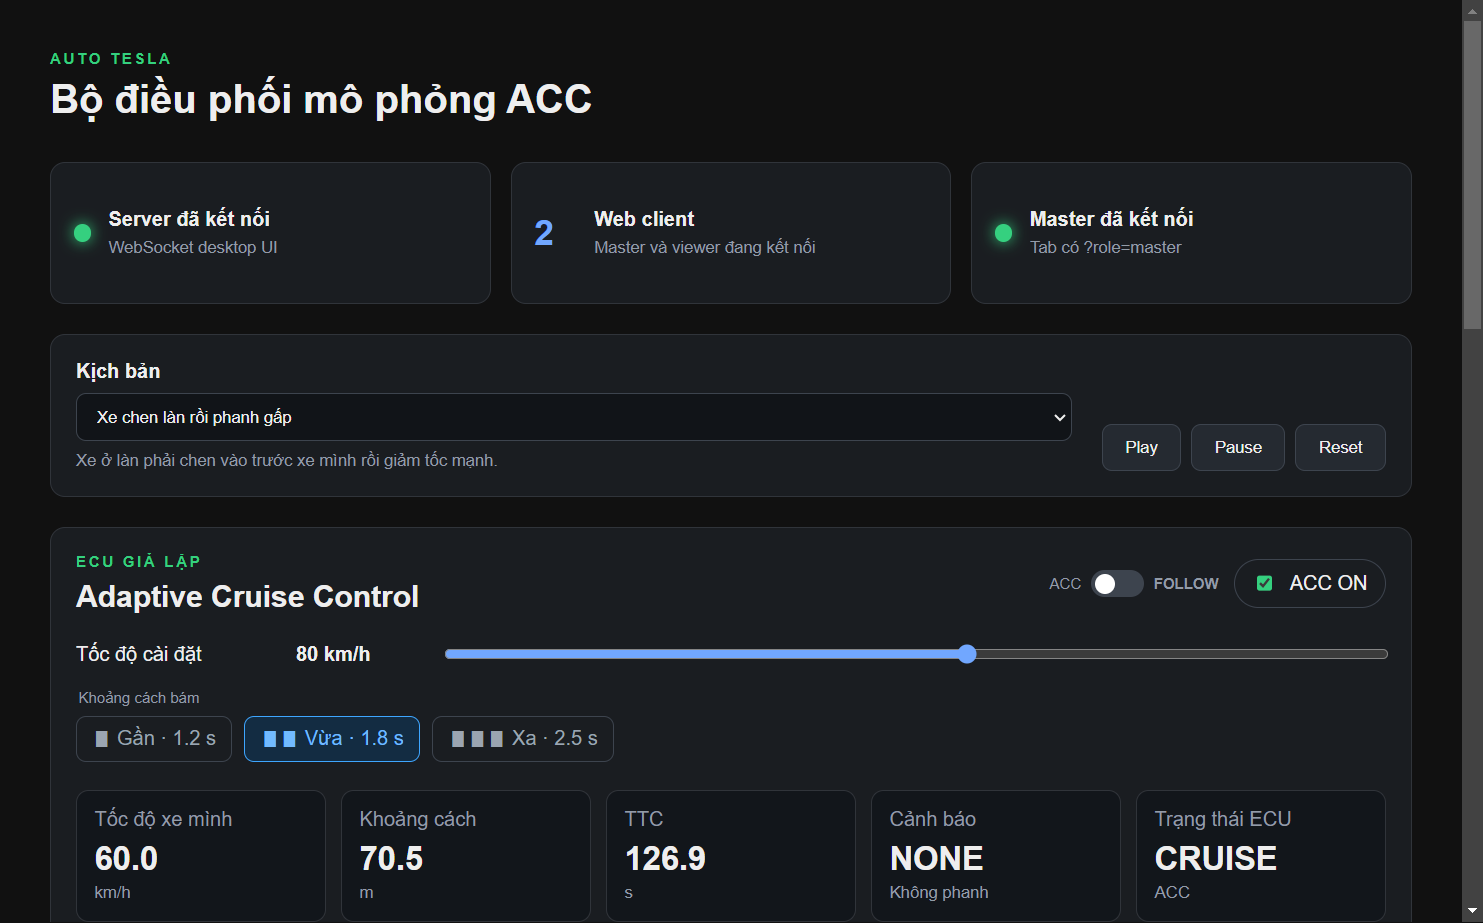 AUTO TESLA
Bộ điều phối mô phỏng ACC
Server đã kết nối
WebSocket desktop UI
2
Web client
Master và viewer đang kết nối
Master đã kết nối
Tab có ?role=master
Kịch bản
Xe chen làn rồi phanh gấp
Xe ở làn phải chen vào trước xe mình rồi giảm tốc mạnh.
Play
Pause
Reset
ECU GIẢ LẬP
Adaptive Cruise Control
ACC
FOLLOW
ACC ON
Tốc độ cài đặt
80 km/h
Khoảng cách bám
Gần · 1.2 s
Vừa · 1.8 s
Xa · 2.5 s
Tốc độ xe mình
60.0
km/h
Khoảng cách
70.5
m
TTC
126.9
s
Cảnh báo
NONE
Không phanh
Trạng thái ECU
CRUISE
ACC